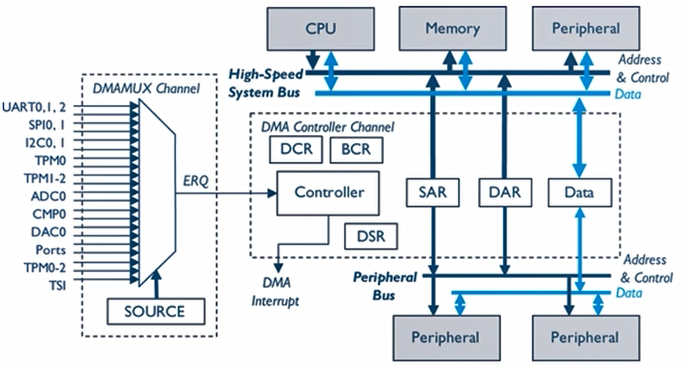 CPU
Memory
Peripheral
High-Speed
System Bus
Address
& Control
Data
DMAMUX Channel
UART0, 1, 2
SPI0, 1
I2C0, 1
TPM0
TPM1-2
ADC0
CMP0
DAC0
Ports
TPM0-2
TSI
SOURCE
ERQ
DMA Controller Channel
DCR
BCR
Controller
DSR
SAR
DAR
Data
DMA
Interrupt
Peripheral
Bus
Address
& Control
Data
Peripheral
Peripheral